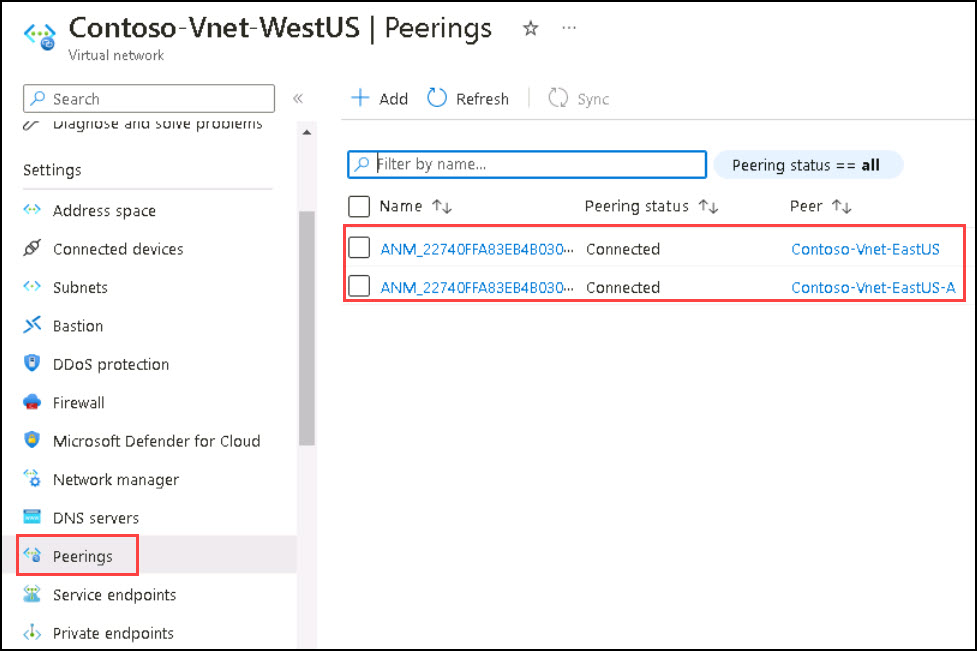 Contoso-Vnet-WestUS | Peerings ☆ ···
Virtual network
Search «
+ Add Refresh | Sync
Diagnose and solve problems
Settings
Address space
Connected devices
Subnets
Bastion
DDoS protection
Firewall
Microsoft Defender for Cloud
Network manager
DNS servers
Peerings
Service endpoints
Private endpoints
Filter by name... Peering status == all
Name ↑↓ Peering status ↑↓ Peer ↑↓
ANM_22740FFA83EB4B030··· Connected Contoso-Vnet-EastUS
ANM_22740FFA83EB4B030··· Connected Contoso-Vnet-EastUS-A